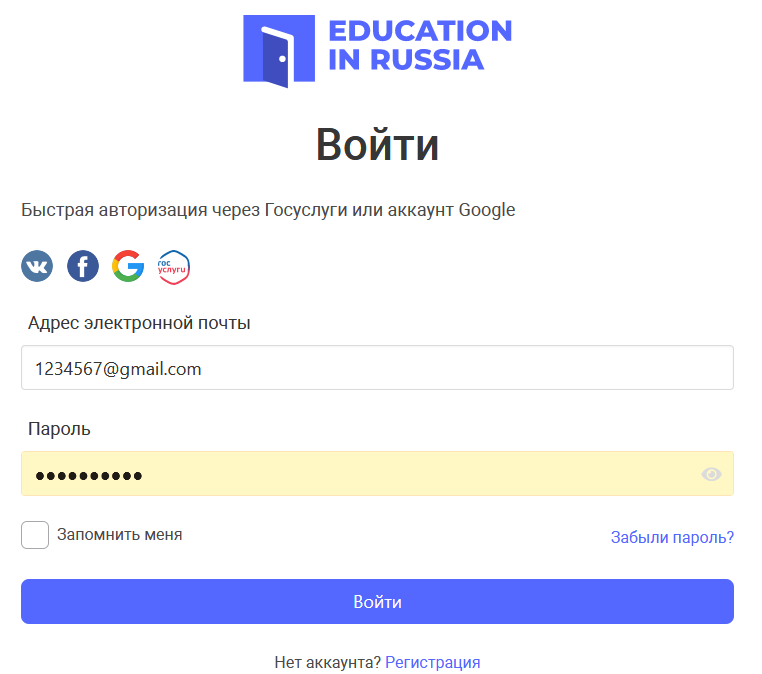 EDUCATION
IN RUSSIA
Войти
Быстрая авторизация через Госуслуги или аккаунт Google
гос
услуги
Адрес электронной почты
1234567@gmail.com
Пароль
●●●●●●●●●●
Запомнить меня
Забыли пароль?
Войти
Нет аккаунта? Регистрация